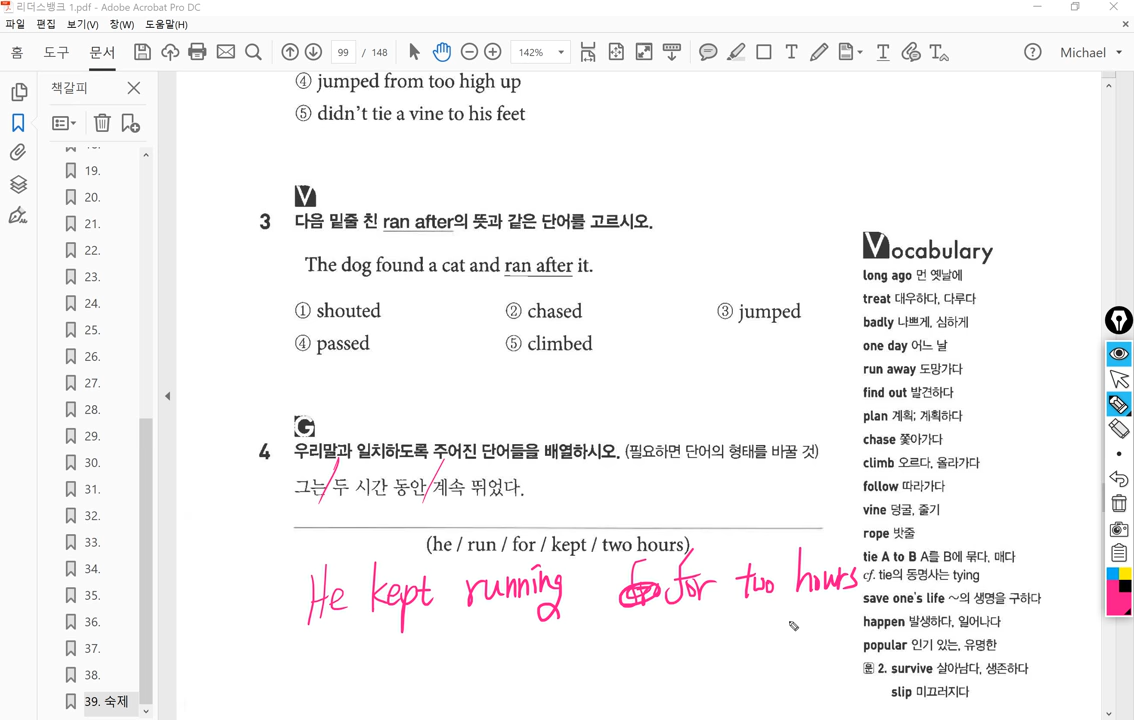 리더스뱅크 1.pdf - Adobe Acrobat Pro DC
파일 편집 보기(V) 창(W) 도움말(H)
홈 도구 문서 99 / 148 142% Michael
책갈피
19.
20.
21.
22.
23.
24.
25.
26.
27.
28.
29.
30.
31.
32.
33.
34.
35.
36.
37.
38.
39. 숙제
④ jumped from too high up
⑤ didn't tie a vine to his feet
V
3 다음 밑줄 친 ran after의 뜻과 같은 단어를 고르시오.
The dog found a cat and ran after it.
① shouted ② chased ③ jumped
④ passed ⑤ climbed
G
4 우리말과 일치하도록 주어진 단어들을 배열하시오. (필요하면 단어의 형태를 바꿀 것)
그는 두 시간 동안 계속 뛰었다.
(he / run / for / kept / two hours)
He kept running for two hours
Vocabulary
long ago 먼 옛날에
treat 대우하다, 다루다
badly 나쁘게, 심하게
one day 어느 날
run away 도망가다
find out 발견하다
plan 계획; 계획하다
chase 쫓아가다
climb 오르다, 올라가다
follow 따라가다
vine 덩굴, 줄기
rope 밧줄
tie A to B A를 B에 묶다, 매다
cf. tie의 동명사는 tying
save one's life ~의 생명을 구하다
happen 발생하다, 일어나다
popular 인기 있는, 유명한
문 2. survive 살아남다, 생존하다
slip 미끄러지다